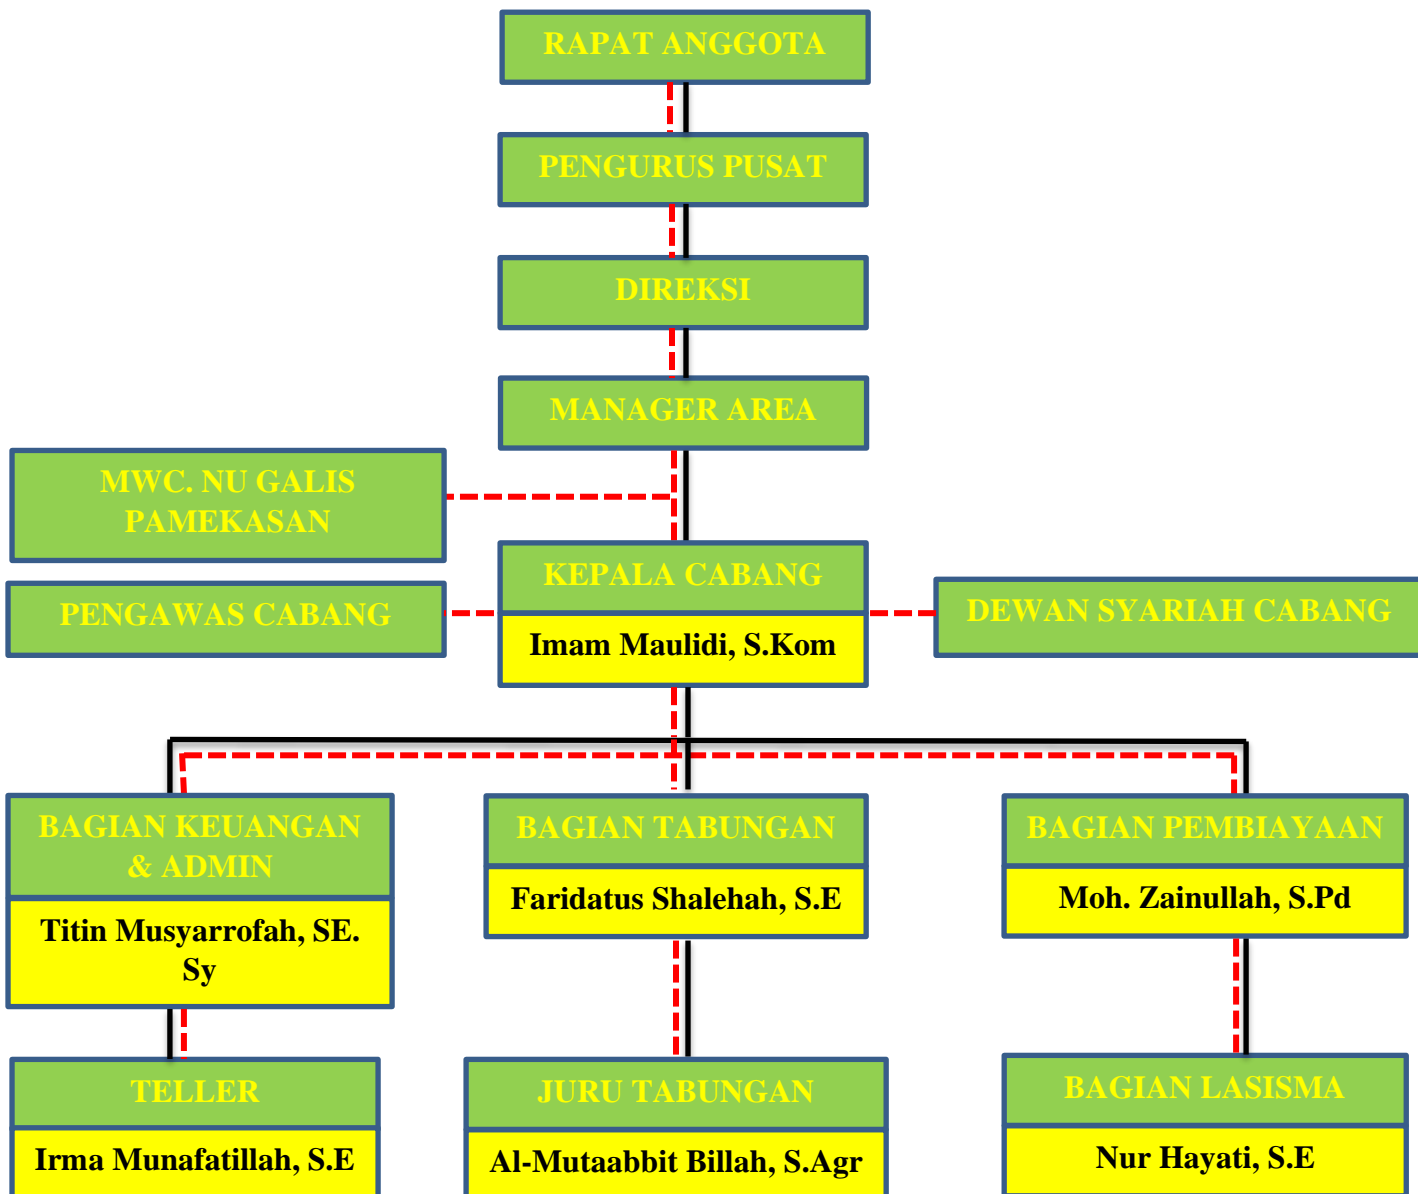 RAPAT ANGGOTA
PENGURUS PUSAT
DIREKSI
MANAGER AREA
MWC. NU GALIS
PAMEKASAN
KEPALA CABANG
Imam Maulidi, S.Kom
PENGAWAS CABANG
DEWAN SYARIAH CABANG
BAGIAN KEUANGAN
& ADMIN
Titin Musyarrofah, SE.
Sy
BAGIAN TABUNGAN
Faridatus Shalehah, S.E
BAGIAN PEMBIAYAAN
Moh. Zainullah, S.Pd
TELLER
Irma Munafatillah, S.E
JURU TABUNGAN
Al-Mutaabbit Billah, S.Agr
BAGIAN LASISMA
Nur Hayati, S.E